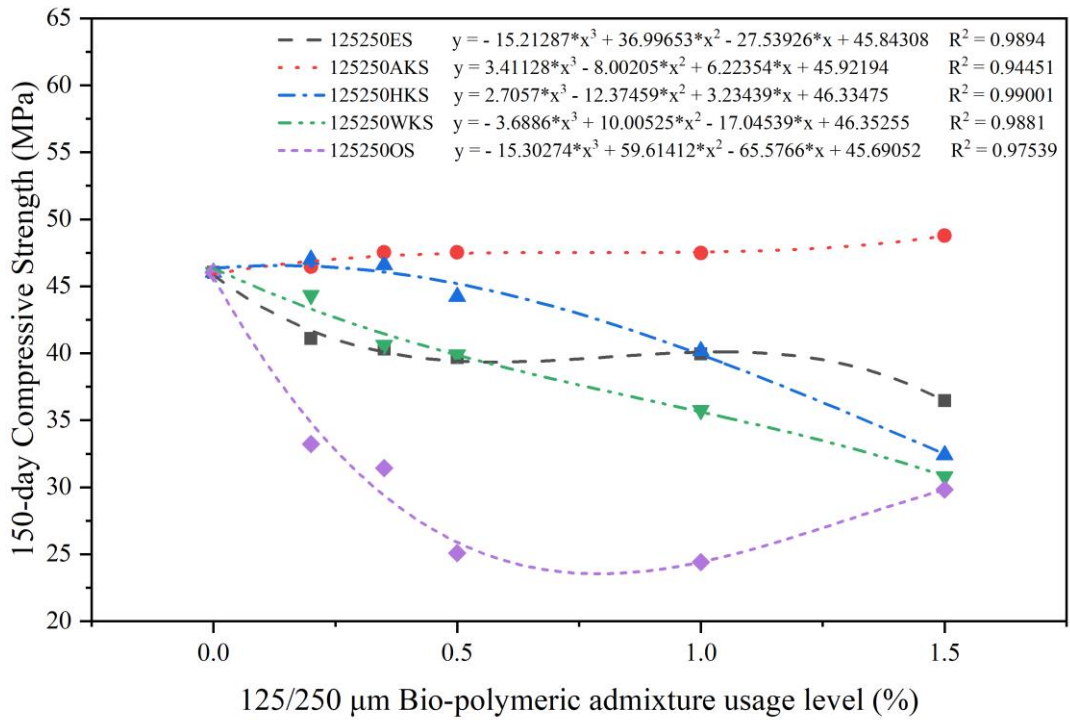 65
60
55
50
45
40
35
30
25
20
150-day Compressive Strength (MPa)
125250ES y = - 15.21287*x³ + 36.99653*x² - 27.53926*x + 45.84308 R² = 0.9894
125250AKS y = 3.41128*x³ - 8.00205*x² + 6.22354*x + 45.92194 R² = 0.94451
125250HKS y = 2.7057*x³ - 12.37459*x² + 3.23439*x + 46.33475 R² = 0.99001
125250WKS y = - 3.6886*x³ + 10.00525*x² - 17.04539*x + 46.35255 R² = 0.9881
125250OS y = - 15.30274*x³ + 59.61412*x² - 65.5766*x + 45.69052 R² = 0.97539
0.0 0.5 1.0 1.5
125/250 μm Bio-polymeric admixture usage level (%)